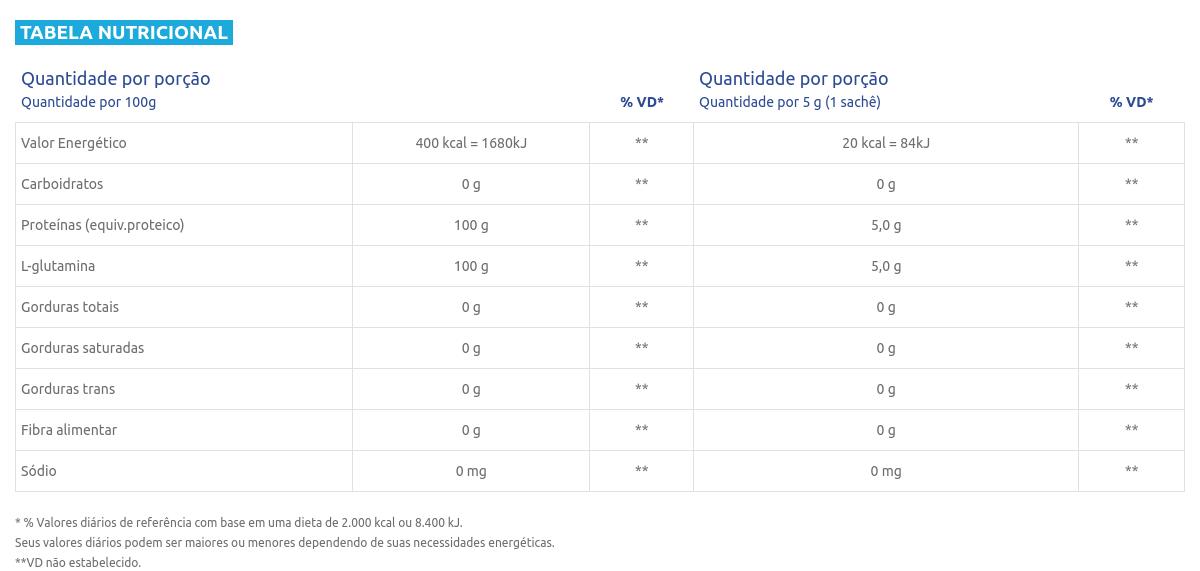 TABELA NUTRICIONAL
Quantidade por porção Quantidade por porção
Quantidade por 100g % VD* Quantidade por 5 g (1 sachê) % VD*
Valor Energético 400 kcal = 1680kJ ** 20 kcal = 84kJ **
Carboidratos 0 g ** 0 g **
Proteínas (equiv.proteico) 100 g ** 5,0 g **
L-glutamina 100 g ** 5,0 g **
Gorduras totais 0 g ** 0 g **
Gorduras saturadas 0 g ** 0 g **
Gorduras trans 0 g ** 0 g **
Fibra alimentar 0 g ** 0 g **
Sódio 0 mg ** 0 mg **
* % Valores diários de referência com base em uma dieta de 2.000 kcal ou 8.400 kJ.
Seus valores diários podem ser maiores ou menores dependendo de suas necessidades energéticas.
**VD não estabelecido.